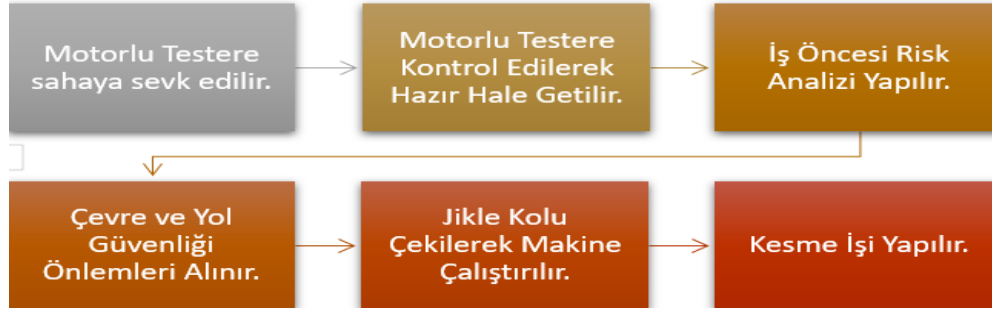 Motorlu Testere
sahaya sevk edilir.
Motorlu Testere
Kontrol Edilerek
Hazır Hale Getilir.
İş Öncesi Risk
Analizi Yapılır.
Çevre ve Yol
Güvenliği
Önlemleri Alınır.
Jikle Kolu
Çekilerek Makine
Çalıştırılır.
Kesme İşi Yapılır.